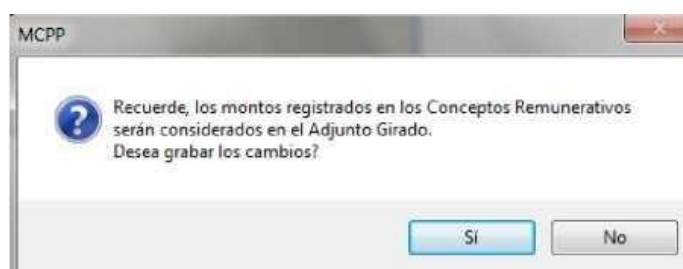 MCPP
Recuerde, los montos registrados en los Conceptos Remunerativos
serán considerados en el Adjunto Girado.
Desea grabar los cambios?
Sí
No